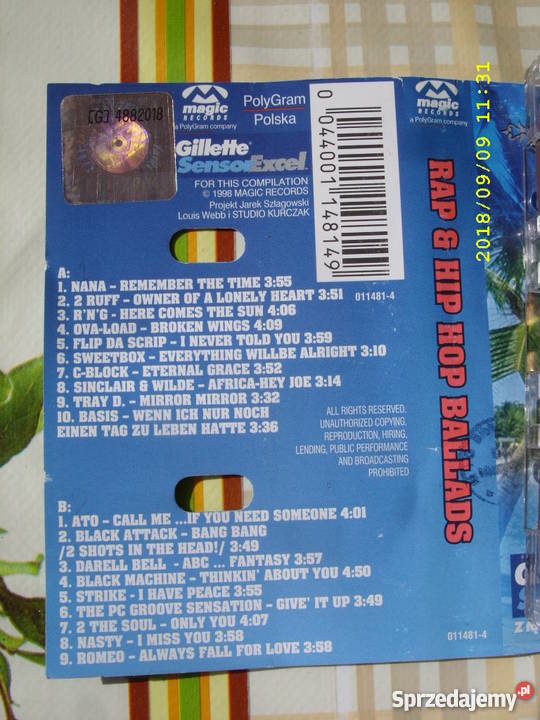 [G] 4882018
magic
RECORDS
a PolyGram company
PolyGram
Polska
Gillette
SensorExcel
FOR THIS COMPILATION
© 1998 MAGIC RECORDS
Projekt Jarek Szlagowski
Louis Webb i STUDIO KURCZAK
0 044001 148149
011481-4
A:
1. NANA – REMEMBER THE TIME 3:55
2. 2 RUFF – OWNER OF A LONELY HEART 3:51
3. R'N'G – HERE COMES THE SUN 4:06
4. OVA-LOAD – BROKEN WINGS 4:09
5. FLIP DA SCRIP – I NEVER TOLD YOU 3:59
6. SWEETBOX – EVERYTHING WILLBE ALRIGHT 3:10
7. C-BLOCK – ETERNAL GRACE 3:52
8. SINCLAIR & WILDE – AFRICA-HEY JOE 3:14
9. TRAY D. – MIRROR MIRROR 3:32
10. BASIS – WENN ICH NUR NOCH
EINEN TAG ZU LEBEN HATTE 3:36
ALL RIGHTS RESERVED.
UNAUTHORIZED COPYING,
REPRODUCTION, HIRING,
LENDING, PUBLIC PERFORMANCE
AND BROADCASTING
PROHIBITED
B:
1. ATO – CALL ME ...IF YOU NEED SOMEONE 4:01
2. BLACK ATTACK – BANG BANG
/2 SHOTS IN THE HEAD!/ 3:49
3. DARELL BELL – ABC ... FANTASY 3:57
4. BLACK MACHINE – THINKIN' ABOUT YOU 4:50
5. STRIKE – I HAVE PEACE 3:55
6. THE PC GROOVE SENSATION – GIVE' IT UP 3:49
7. 2 THE SOUL – ONLY YOU 4:07
8. NASTY – I MISS YOU 3:58
9. ROMEO – ALWAYS FALL FOR LOVE 3:58
magic
RECORDS
a PolyGram company
RAP & HIP HOP BALLADS
011481-4
2018/09/09 11:31
Sprzedajemy.pl